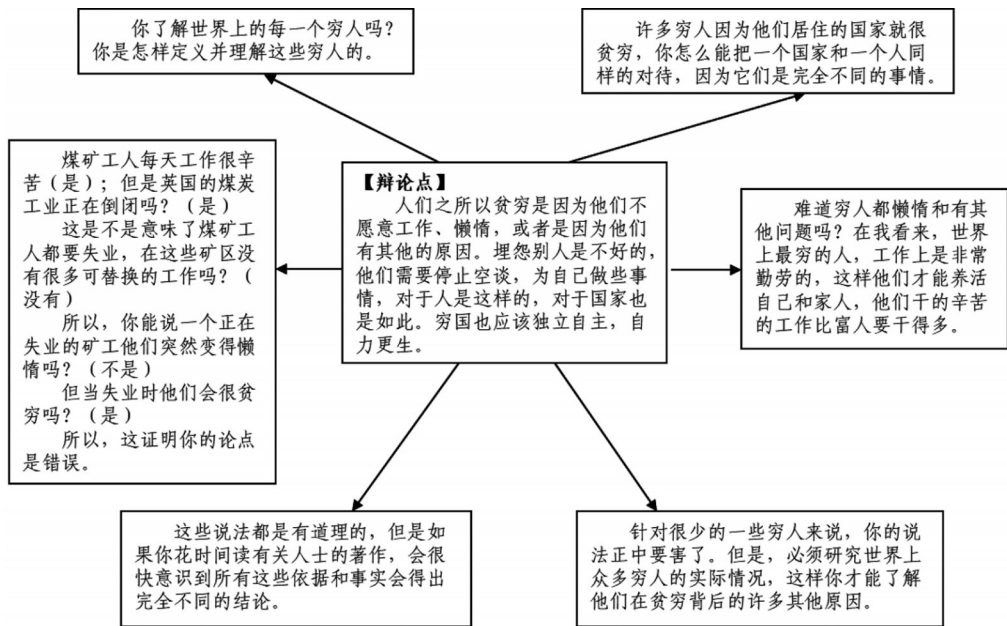 你了解世界上的每一个穷人吗？
你是怎样定义并理解这些穷人的。
许多穷人因为他们居住的国家就很
贫穷，你怎么能把一个国家和一个人同
样的对待，因为它们是完全不同的事情。
煤矿工人每天工作很辛
苦（是）；但是英国的煤炭
工业正在倒闭吗？（是）
这是不是意味了煤矿工
人都要失业，在这些矿区没
有很多可替换的工作吗？（
没有）
所以，你能说一个正在
失业的矿工他们突然变得懒
惰吗？（不是）
但当失业时他们会很贫
穷吗？（是）
所以，这证明你的论点
是错误。
【辩论点】
人们之所以贫穷是因为他们不
愿意工作、懒惰，或者是因为他们
有其他的原因。埋怨别人是不好的，
他们需要停止空谈，为自己做些事
情，对于人是这样的，对于国家也
是如此。穷国也应该独立自主，自
力更生。
难道穷人都懒惰和有其
他问题吗？在我看来，世界
上最穷的人，工作上是非常
勤劳的，这样他们才能养活
自己和家人，他们干的辛苦
的工作比富人要干得多。
这些说法都是有道理的，但是如
果你花时间读有关人士的著作，会很
快意识到所有这些依据和事实会得出
完全不同的结论。
针对很少的一些穷人来说，你的说
法正中要害了。但是，必须研究世界上
众多穷人的实际情况，这样你才能了解
他们在贫穷背后的许多其他原因。